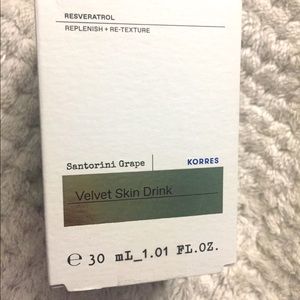 RESVERATROL
REPLENISH + RE-TEXTURE
Santorini Grape | KORRES
Velvet Skin Drink
e 30 mL_1.01 FL.OZ.